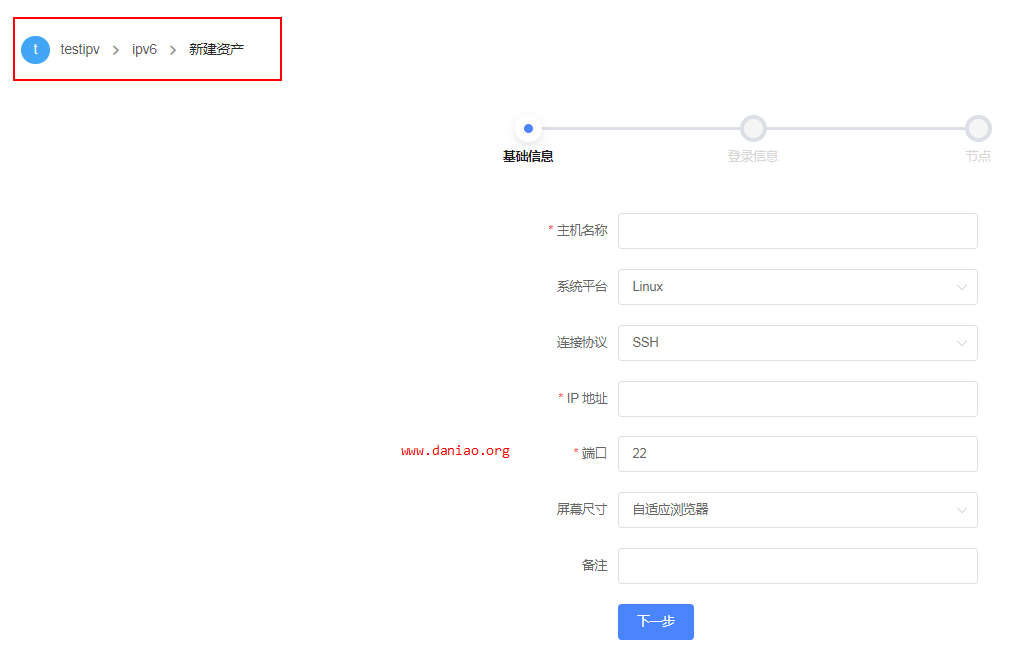 t testipv > ipv6 > 新建资产
基础信息 登录信息 节点
* 主机名称
系统平台 Linux
连接协议 SSH
* IP 地址
www.daniao.org
* 端口 22
屏幕尺寸 自适应浏览器
备注
下一步